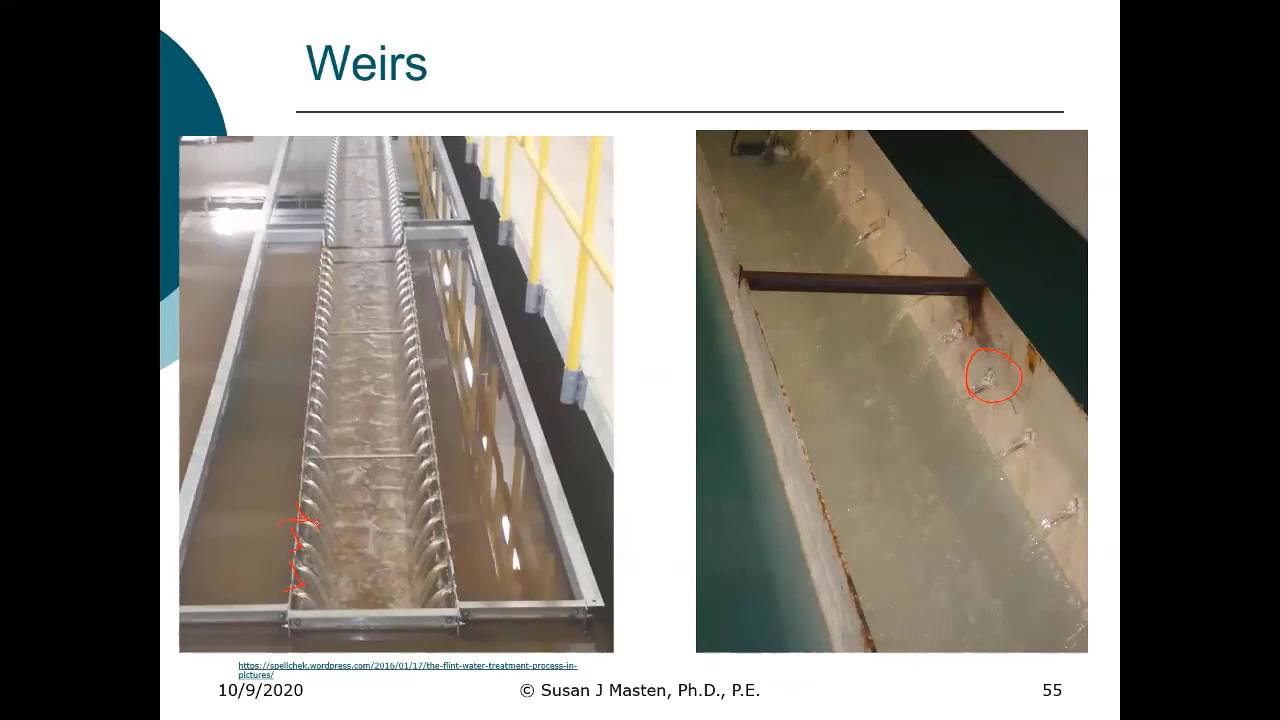 Weirs
https://spellchek.wordpress.com/2016/01/17/the-flint-water-treatment-process-in-
pictures/
10/9/2020
© Susan J Masten, Ph.D., P.E.
55